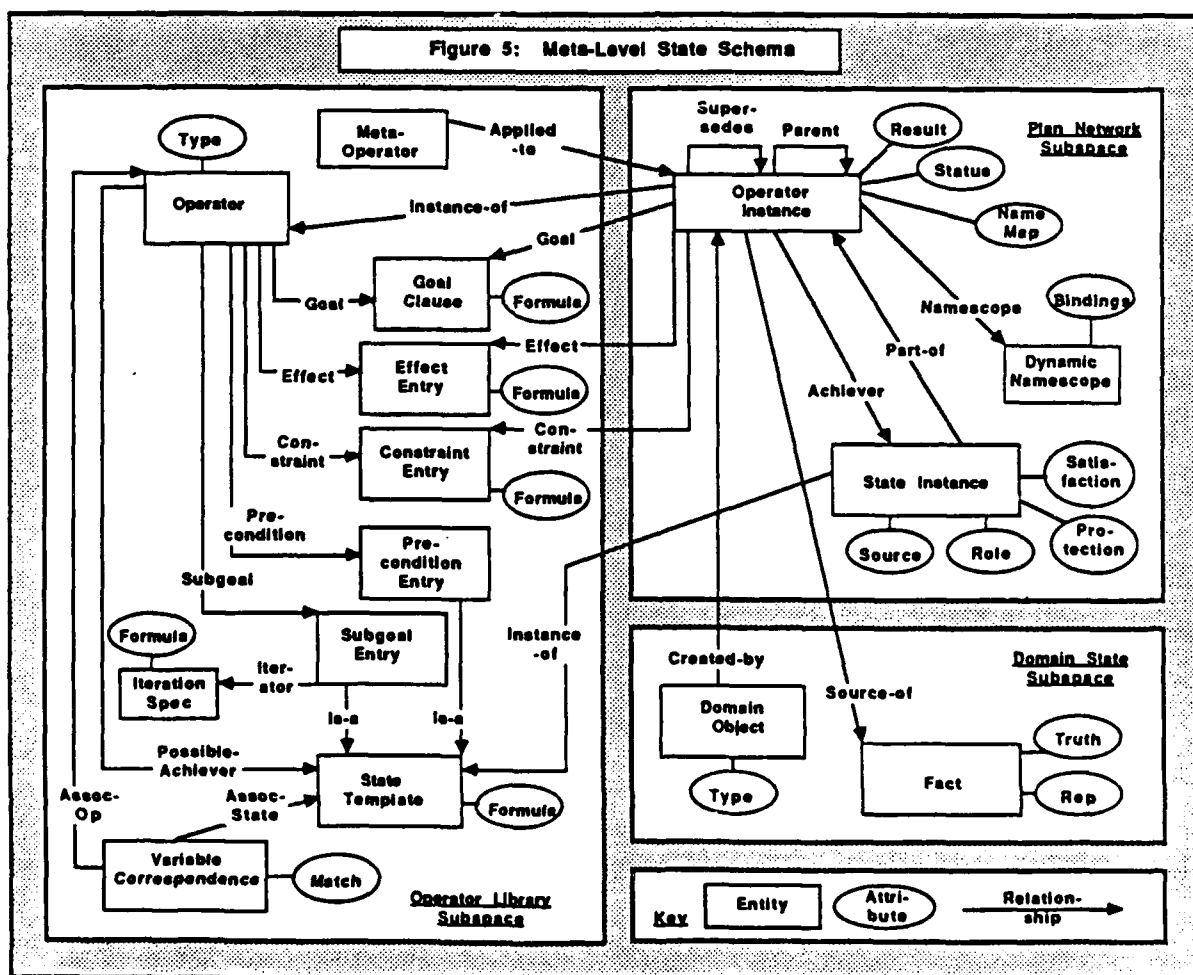 Figure 5: Meta-Level State Schema
Type
Operator
Meta-
Operator
Applied
-to
Instance-of
Goal
Goal
Goal
Clause
Formula
Effect
Effect
Effect
Entry
Formula
Con-
straint
Con-
straint
Constraint
Entry
Formula
Pre-
condition
Pre-
condition
Entry
Subgoal
Subgoal
Entry
Formula
Iteration
Spec
Iter-
ator
Is-a
Is-a
Instance
-of
Possible-
Achiever
State
Template
Formula
Assoc-
Op
Assoc-
State
Variable
Correspondence
Match
Operator Library
Subspace
Super-
sedes
Parent
Result
Plan Network
Subspace
Status
Operator
Instance
Name
Map
Namescope
Bindings
Dynamic
Namescope
Part-of
Achiever
State Instance
Satis-
faction
Source
Role
Pro-
tection
Created-by
Domain
Object
Type
Source-of
Domain State
Subspace
Fact
Truth
Rep
Key
Entity
Attri-
bute
Relation-
ship